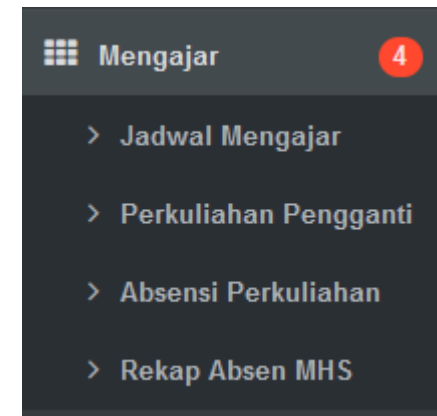 Mengajar 4
Jadwal Mengajar
Perkuliahan Pengganti
Absensi Perkuliahan
Rekap Absen MHS